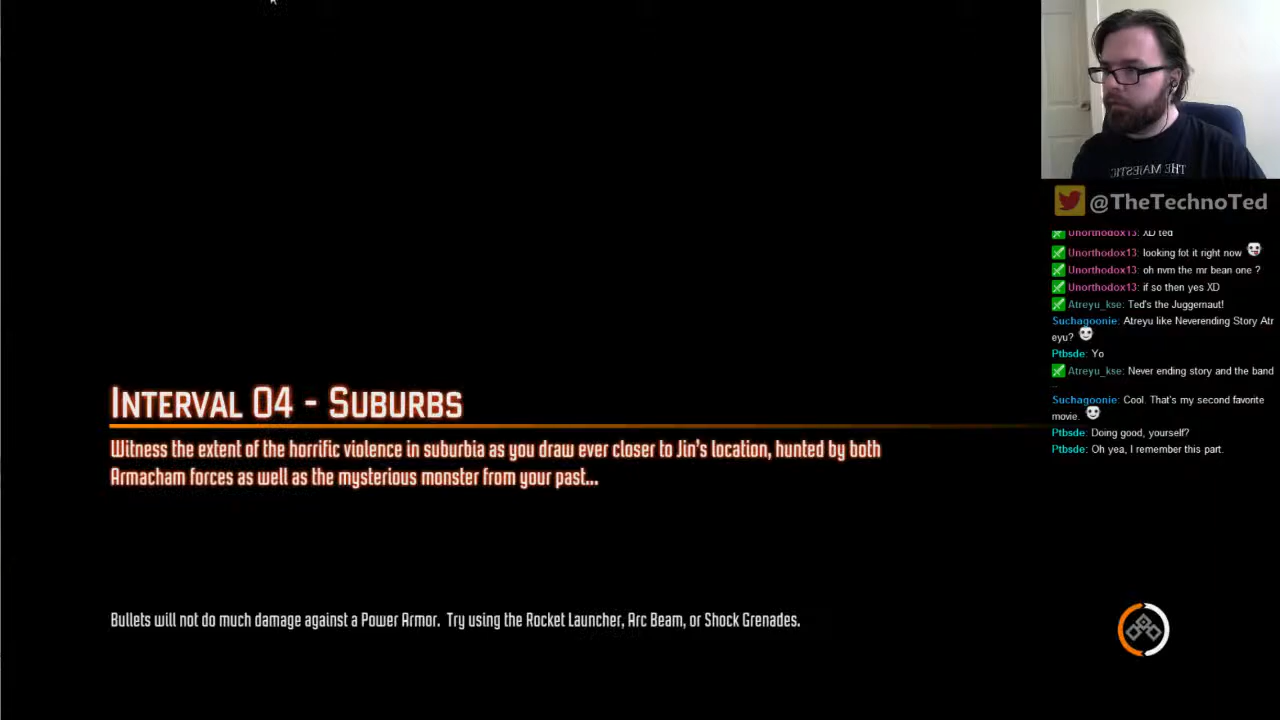 INTERVAL 04 - SUBURBS
Witness the extent of the horrific violence in suburbia as you draw ever closer to Jin's location, hunted by both
Armacham forces as well as the mysterious monster from your past...
Bullets will not do much damage against a Power Armor. Try using the Rocket Launcher, Arc Beam, or Shock Grenades.
THE MAJESTIC
@TheTechnoTed
Unorthodox13: XD ted
Unorthodox13: looking fot it right now
Unorthodox13: oh nvm the mr bean one ?
Unorthodox13: if so then yes XD
Atreyu_kse: Ted's the Juggernaut!
Suchagoonie: Atreyu like Neverending Story Atr
eyu?
Ptbsde: Yo
Atreyu_kse: Never ending story and the band
..
Suchagoonie: Cool. That's my second favorite
movie.
Ptbsde: Doing good, yourself?
Ptbsde: Oh yea, I remember this part.